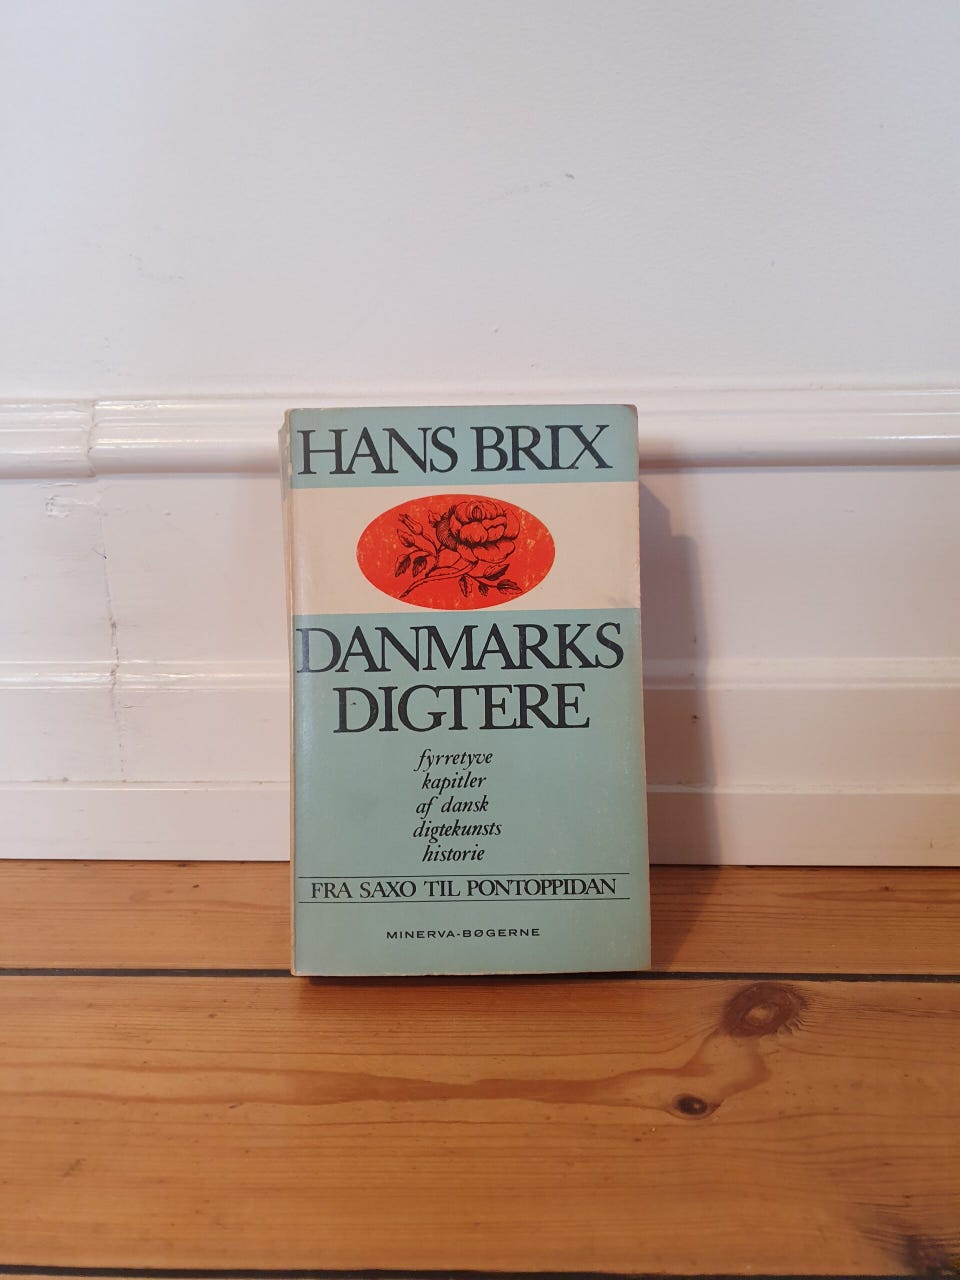 HANS BRIX
DANMARKS
DIGTERE
fyrretyve
kapitler
af dansk
digtekunsts
historie
FRA SAXO TIL PONTOPPIDAN
MINERVA-BØGERNE